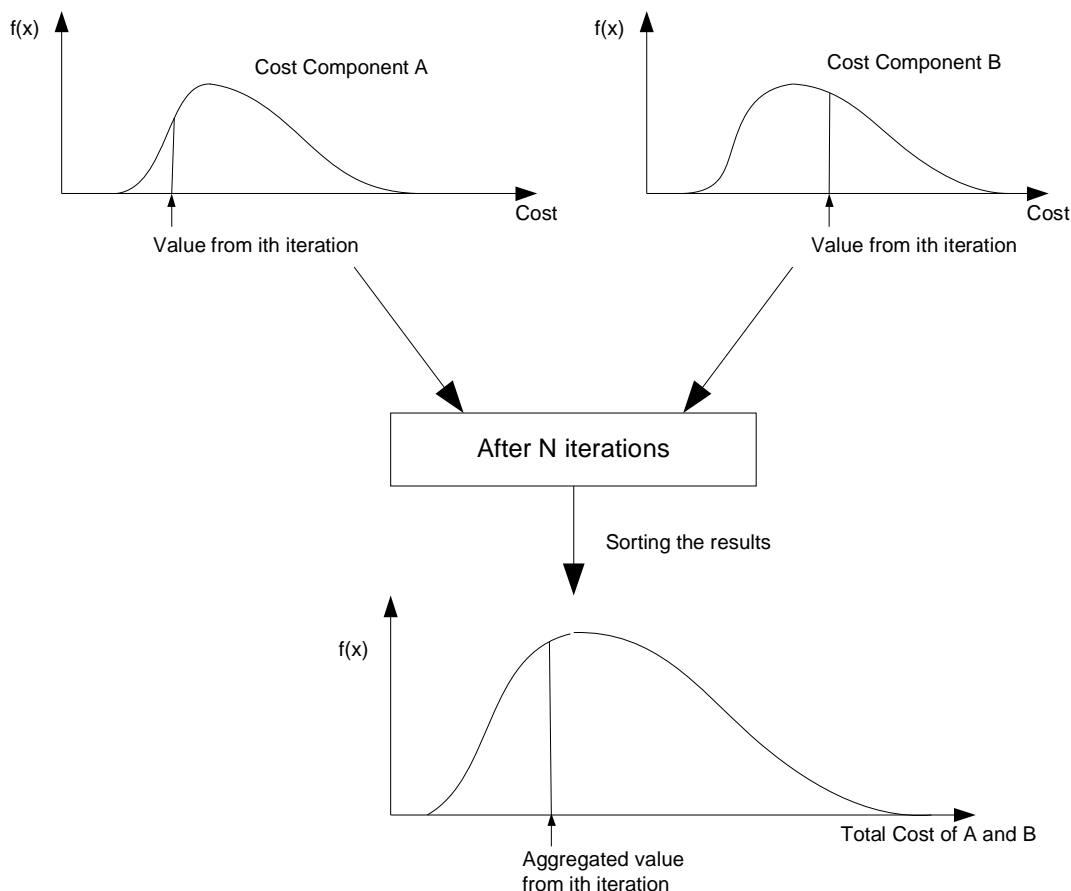 f(x)
Cost Component A
Cost
Value from ith iteration
f(x)
Cost Component B
Cost
Value from ith iteration
After N iterations
Sorting the results
f(x)
Total Cost of A and B
Aggregated value
from ith iteration